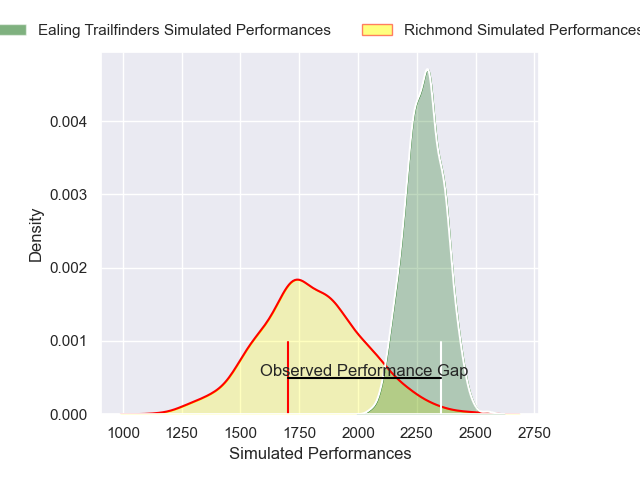 Ealing Trailfinders Simulated Performances
Richmond Simulated Performances
0.004
0.003
0.002
0.001
0.000
Density
Observed Performance Gap
1000 1250 1500 1750 2000 2250 2500 2750
Simulated Performances